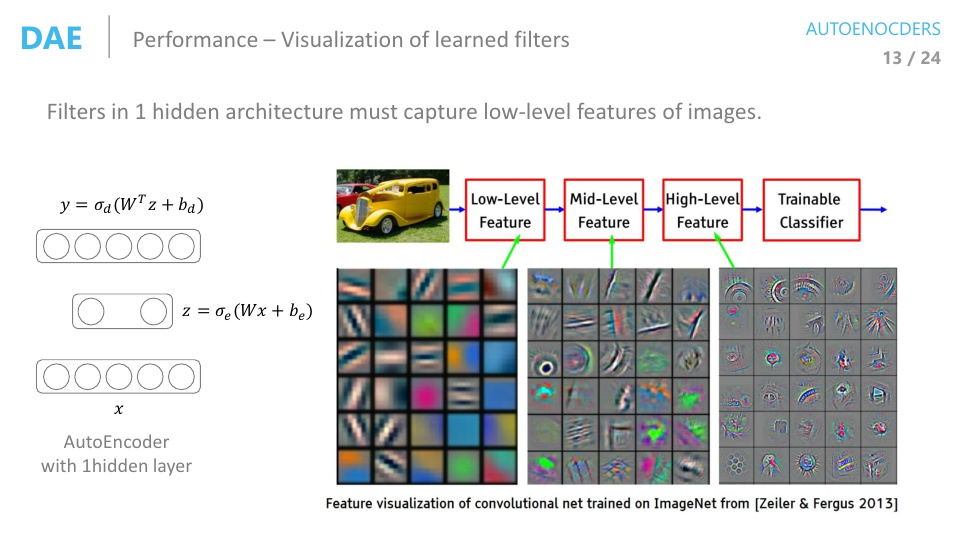 DAE
Performance – Visualization of learned filters
AUTOENOCDERS
13 / 24
Filters in 1 hidden architecture must capture low-level features of images.
y = σ_d(W^T z + b_d)
z = σ_e(Wx + b_e)
x
AutoEncoder
with 1hidden layer
Low-Level
Feature
Mid-Level
Feature
High-Level
Feature
Trainable
Classifier
Feature visualization of convolutional net trained on ImageNet from [Zeiler & Fergus 2013]